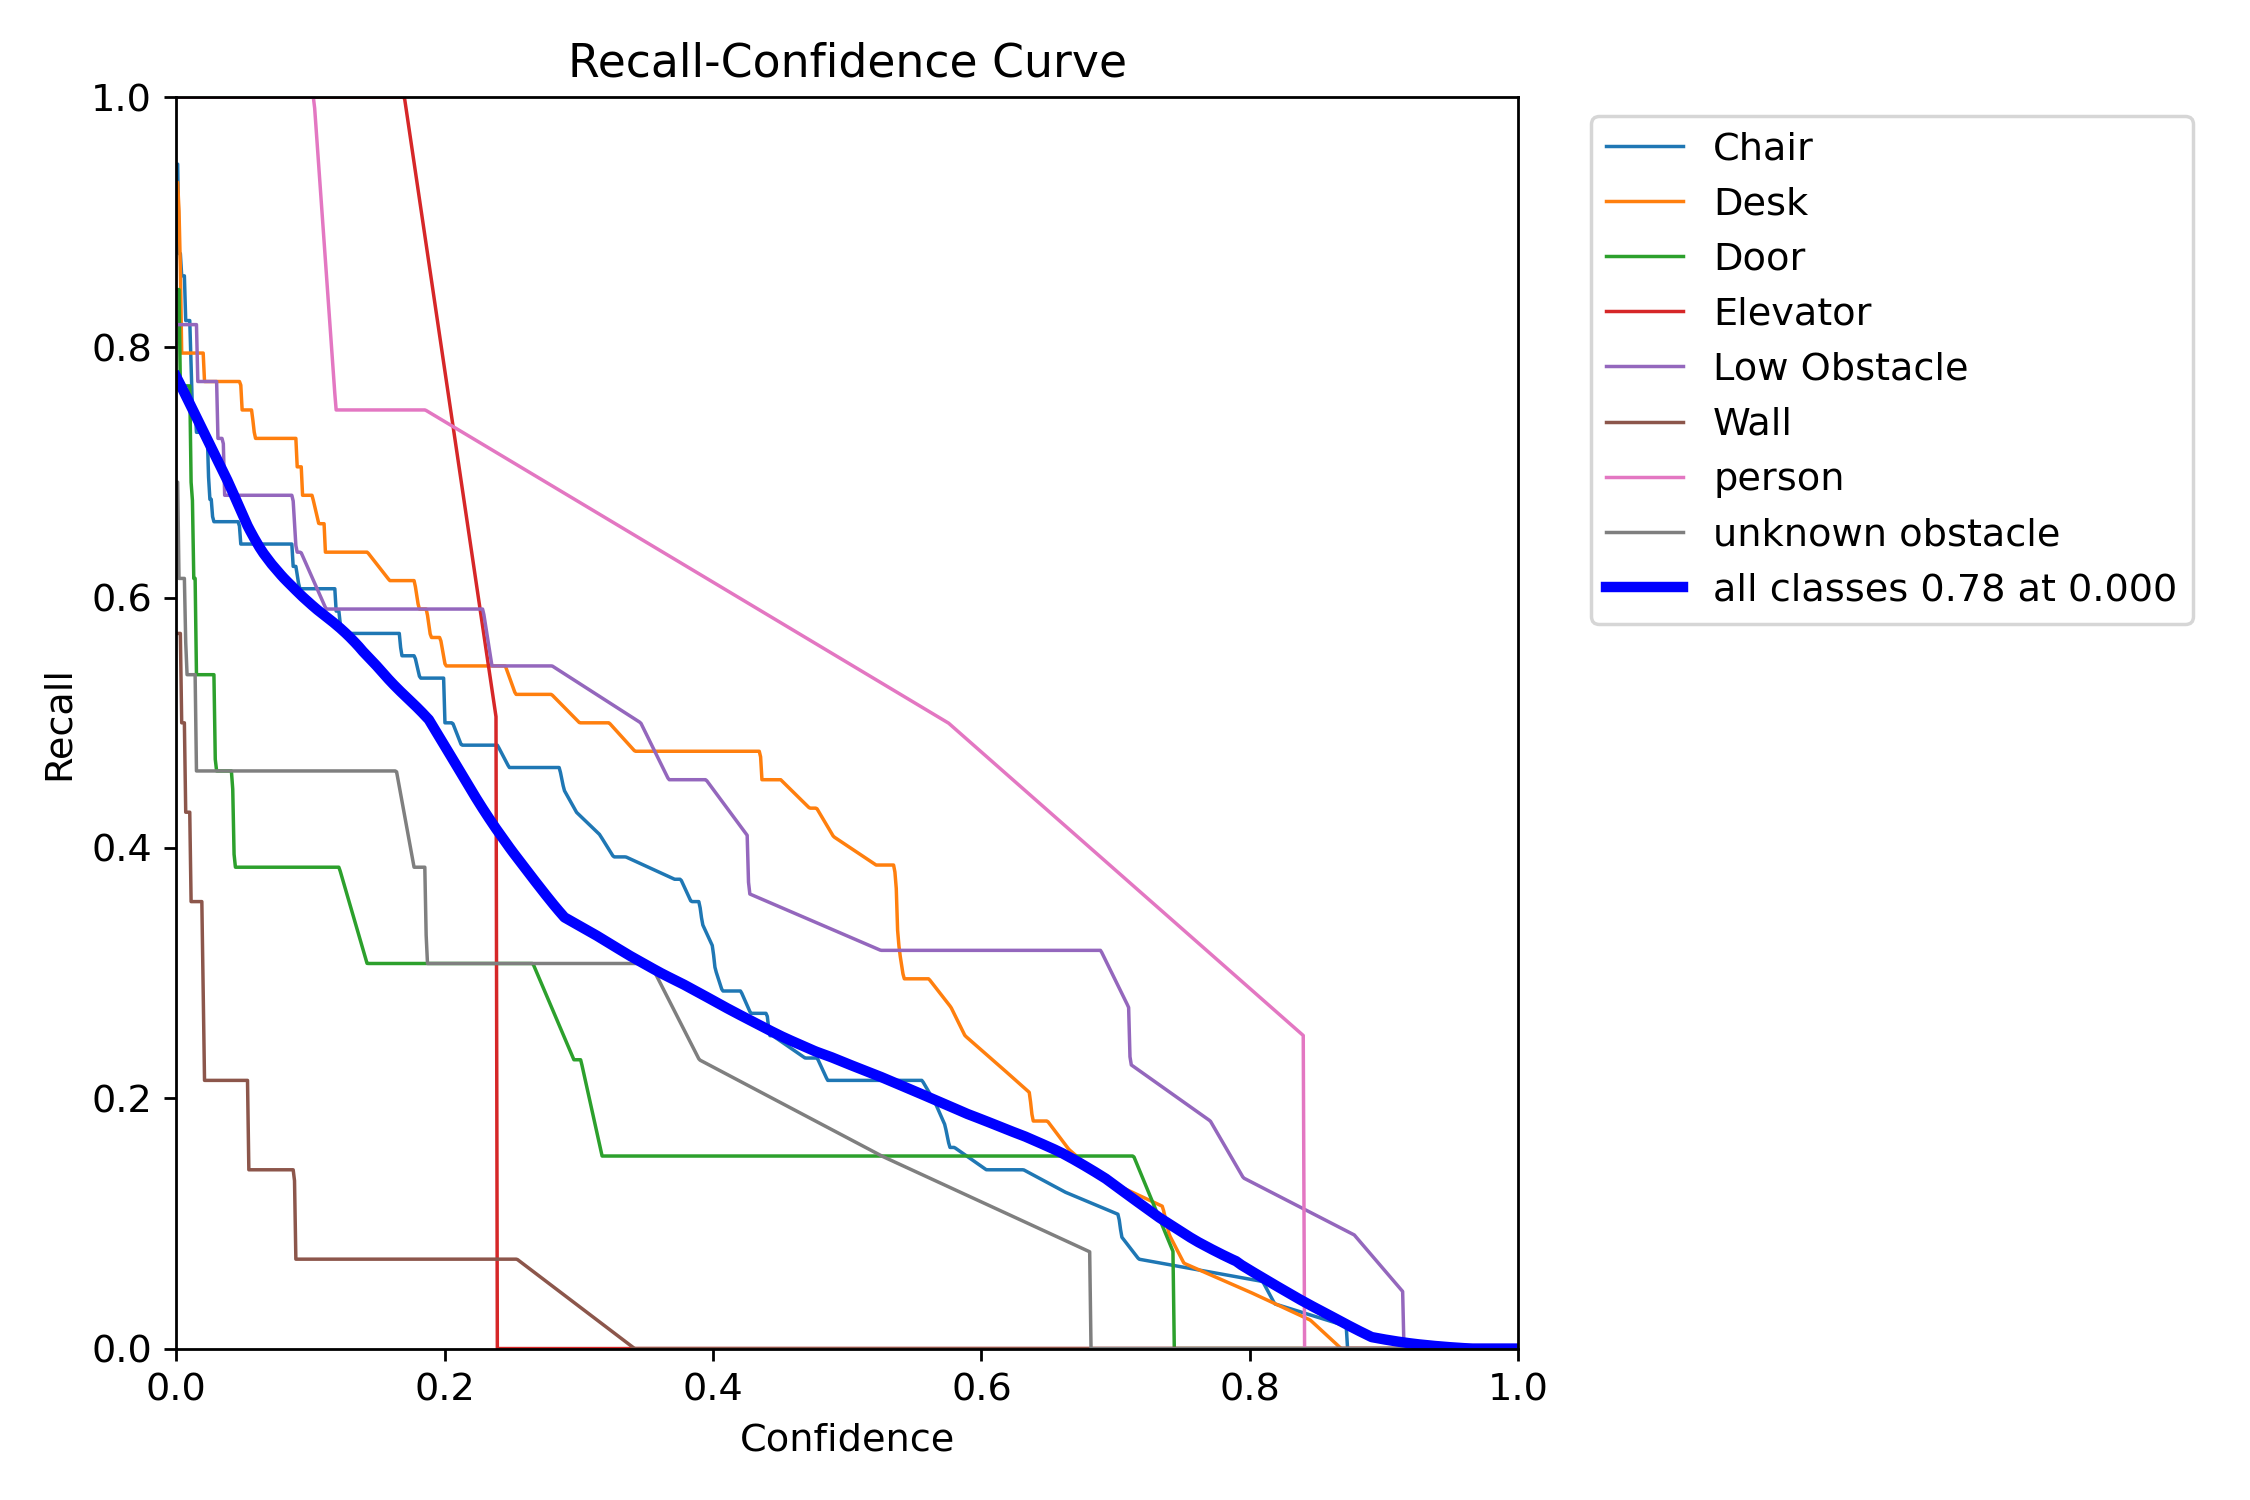 Recall-Confidence Curve
1.0
0.8
0.6
0.4
0.2
0.0
Recall
0.0 0.2 0.4 0.6 0.8 1.0
Confidence
Chair
Desk
Door
Elevator
Low Obstacle
Wall
person
unknown obstacle
all classes 0.78 at 0.000